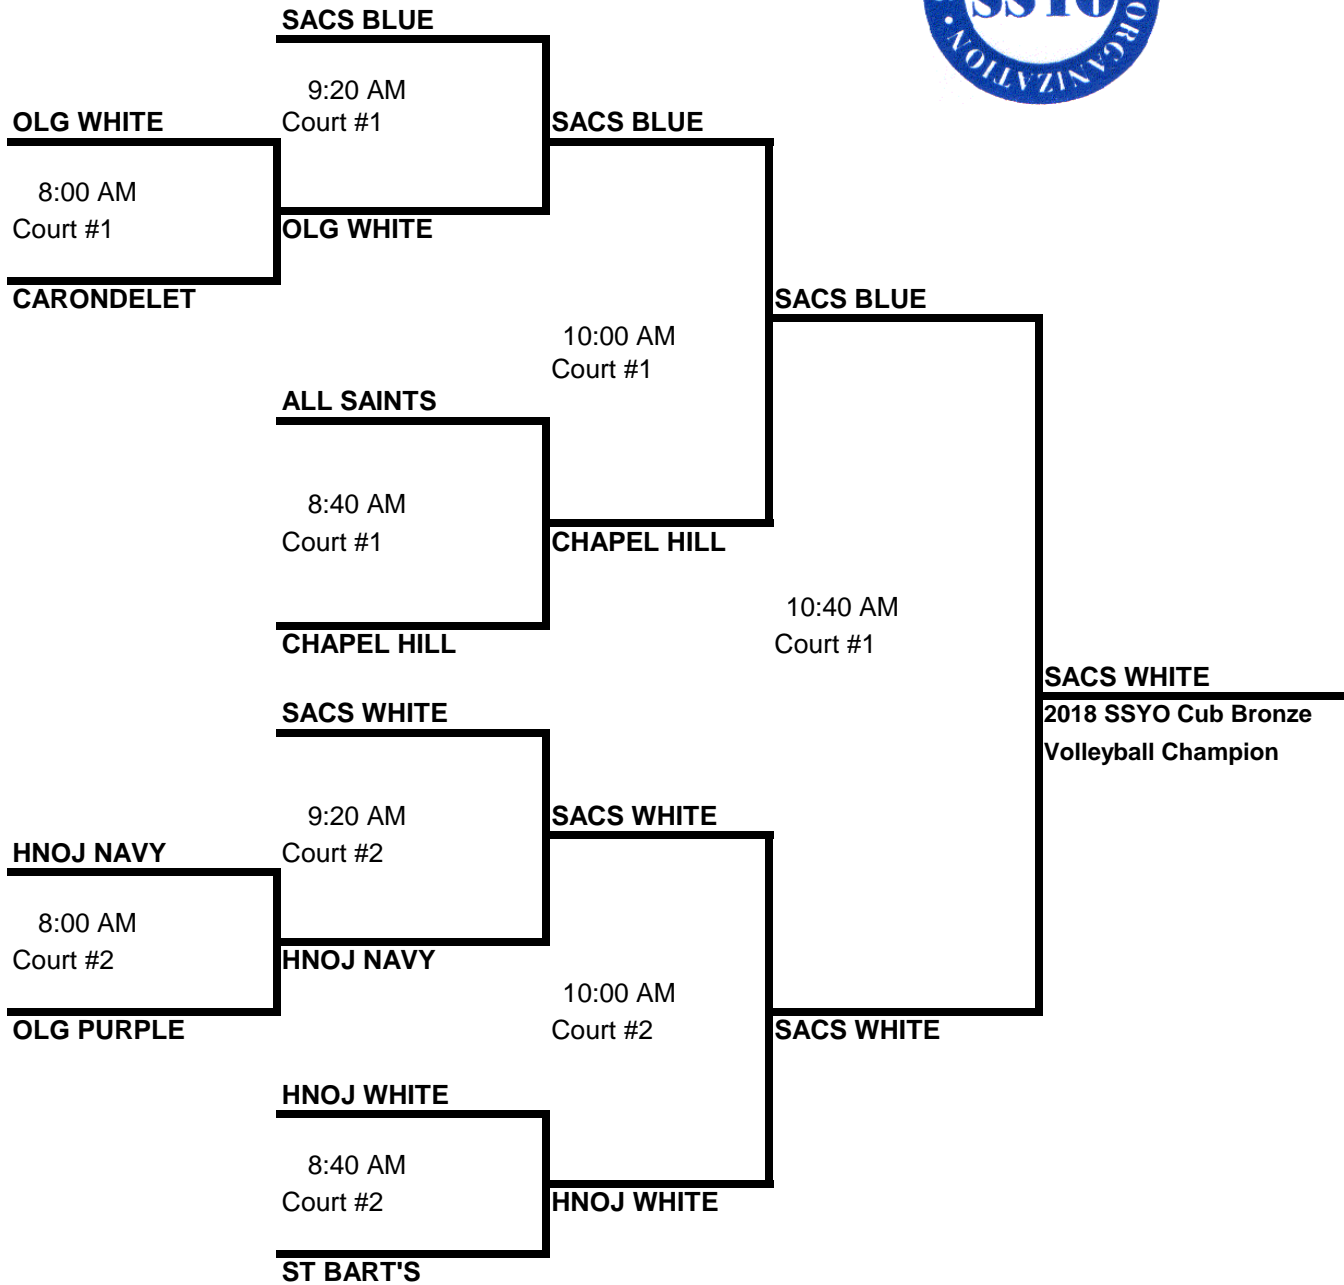 SSYO
ORGANIZATION
SACS BLUE
9:20 AM
Court #1
OLG WHITE
8:00 AM
Court #1
CARONDELET
OLG WHITE
SACS BLUE
10:00 AM
Court #1
ALL SAINTS
8:40 AM
Court #1
CHAPEL HILL
CHAPEL HILL
SACS BLUE
10:40 AM
Court #1
SACS WHITE
2018 SSYO Cub Bronze
Volleyball Champion
SACS WHITE
9:20 AM
Court #2
HNOJ NAVY
8:00 AM
Court #2
OLG PURPLE
HNOJ NAVY
SACS WHITE
10:00 AM
Court #2
SACS WHITE
HNOJ WHITE
8:40 AM
Court #2
ST BART'S
HNOJ WHITE